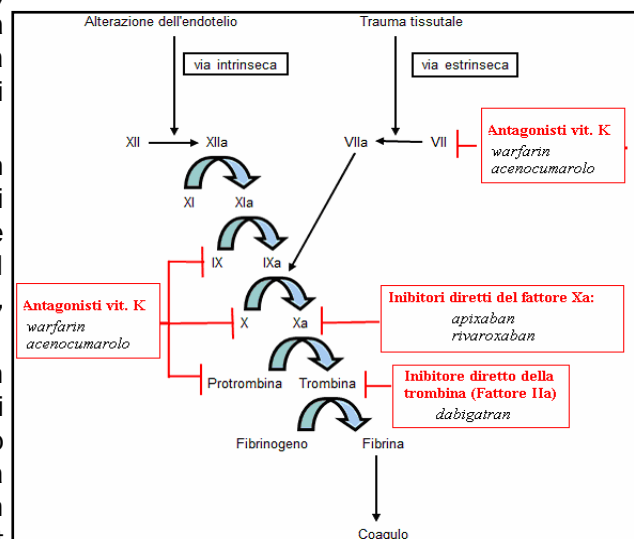 Alterazione dell'endotelio
Trauma tissutale
via intrinseca
via estrinseca
XII
XIIa
VIIa
VII
Antagonisti vit. K
warfarin
acenocumarolo
XI
XIa
IX
IXa
Antagonisti vit. K
warfarin
acenocumarolo
X
Xa
Inibitori diretti del fattore Xa:
apixaban
rivaroxaban
Protrombina
Trombina
Inibitore diretto della
trombina (Fattore IIa)
dabigatran
Fibrinogeno
Fibrina
Coagulo